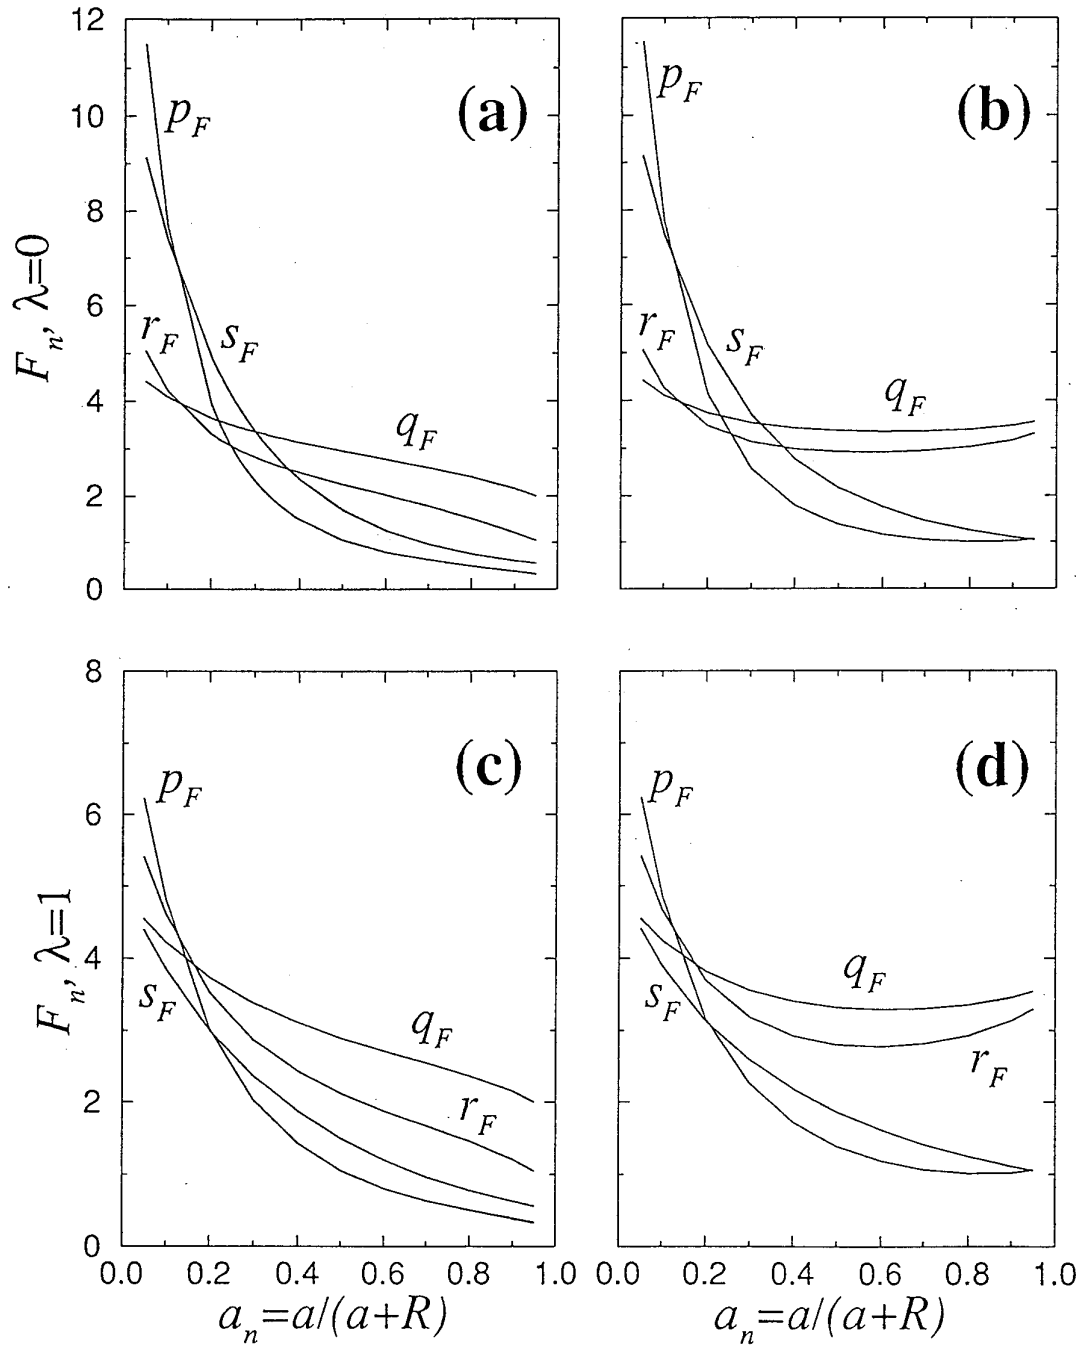 12
10
8
6
4
2
0
F_n, λ=0
(a)
p_F
r_F
s_F
q_F
(b)
p_F
r_F
s_F
q_F
8
6
4
2
0
F_n, λ=1
(c)
p_F
s_F
q_F
r_F
(d)
p_F
s_F
q_F
r_F
0.0 0.2 0.4 0.6 0.8 1.0
0.0 0.2 0.4 0.6 0.8 1.0
a_n=a/(a+R)
a_n=a/(a+R)